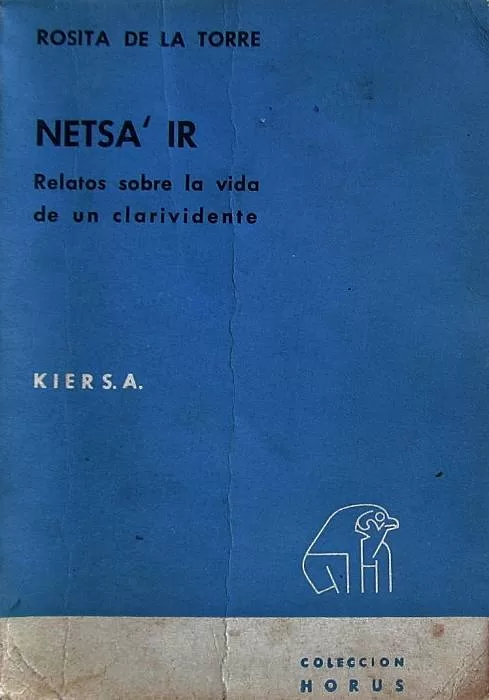 ROSITA DE LA TORRE
NETSA' IR
Relatos sobre la vida
de un clarividente
KIER S. A.
COLECCION
HORUS